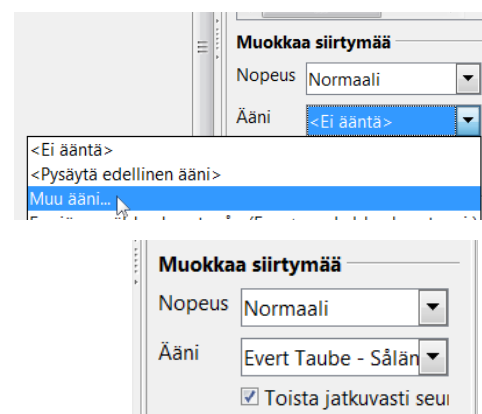 Muokkaa siirtymää
Nopeus Normaali
Ääni <Ei ääntä>
<Ei ääntä>
<Pysäytä edellinen ääni>
Muu ääni...
Muokkaa siirtymää
Nopeus Normaali
Ääni Evert Taube - Sålän
Toista jatkuvasti seu